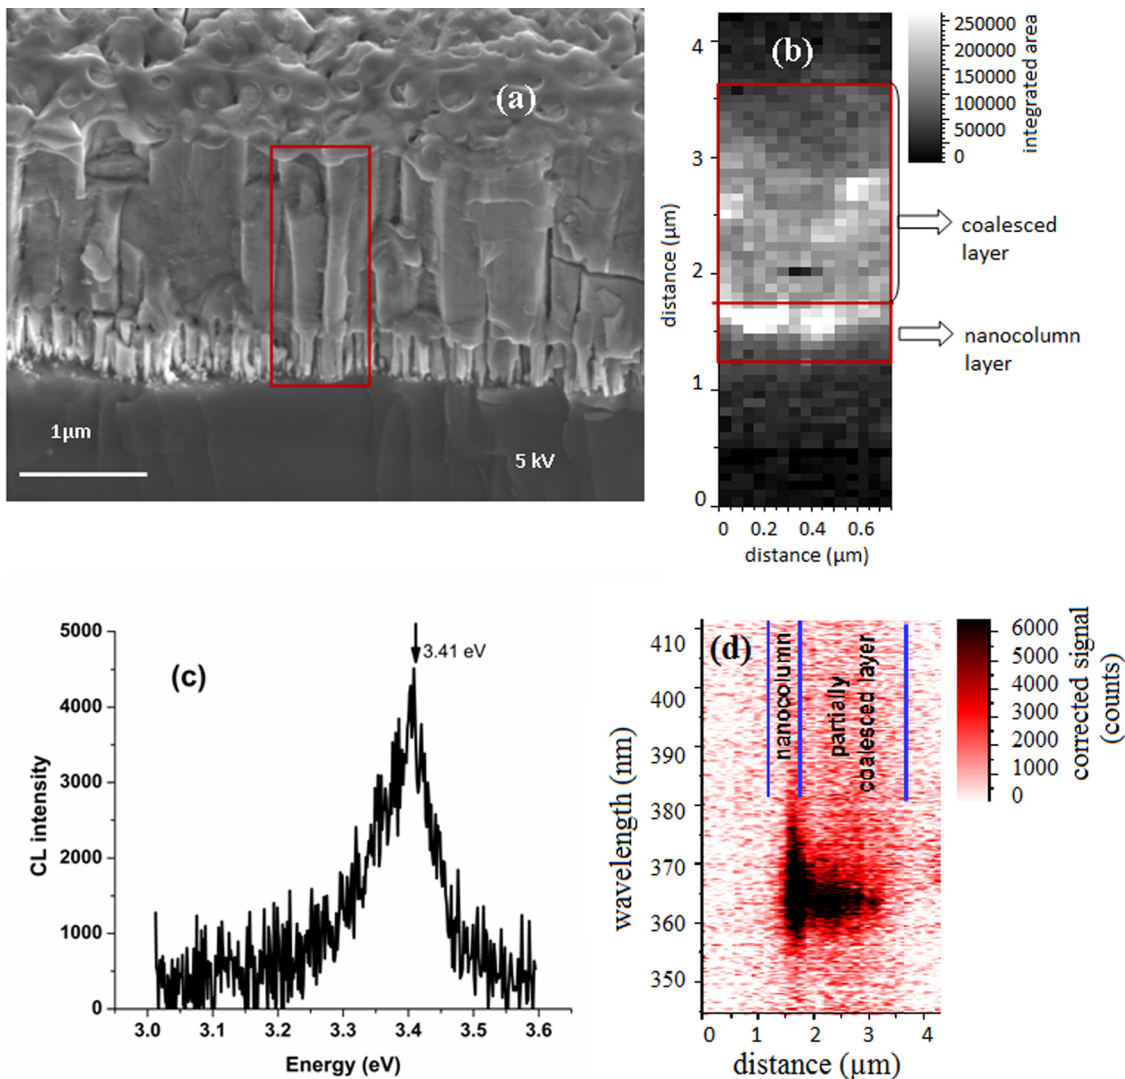 (a)
1μm
5 kV
(b)
4
3
2
1
0
distance (μm)
0 0.2 0.4 0.6
distance (μm)
250000
200000
150000
100000
50000
0
integrated area
coalesced
layer
nanocolumn
layer
(c)
5000
4000
3000
2000
1000
0
CL intensity
3.41 eV
3.0 3.1 3.2 3.3 3.4 3.5 3.6
Energy (eV)
(d)
410
400
390
380
370
360
350
wavelength (nm)
nanocolumn
partially
coalesced layer
0 1 2 3 4
distance (μm)
6000
5000
4000
3000
2000
1000
0
corrected signal
(counts)